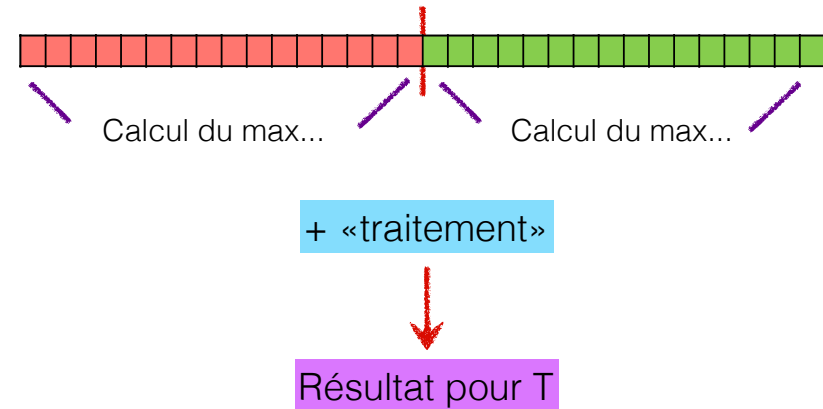 Calcul du max... Calcul du max...
+ «traitement»
Résultat pour T